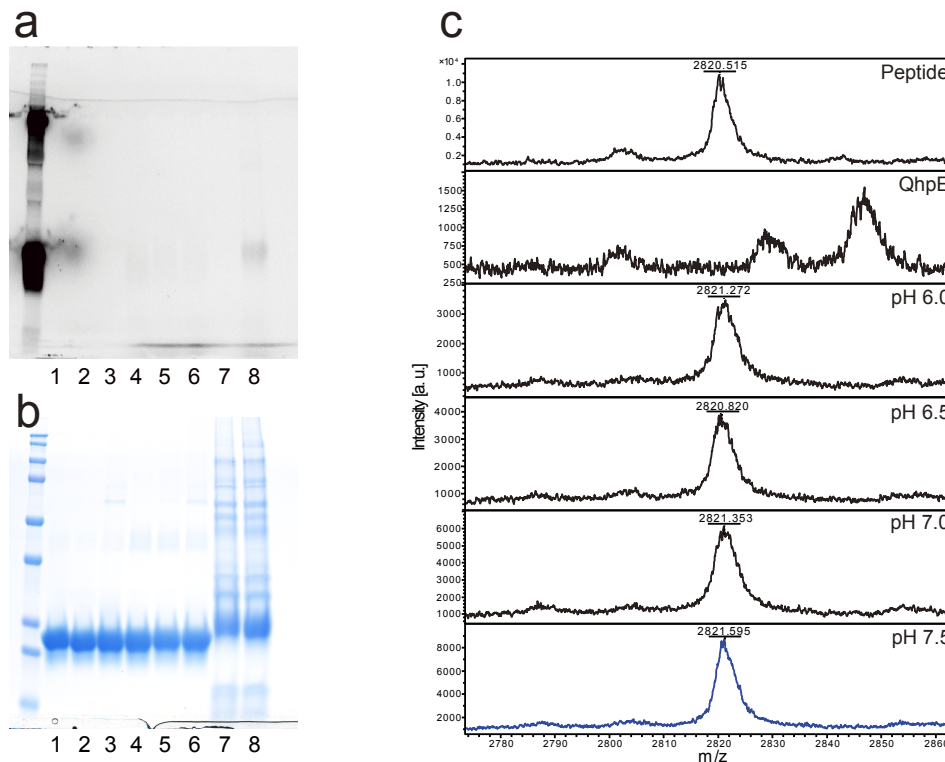 a
1 2 3 4 5 6 7 8
b
1 2 3 4 5 6 7 8
c
Intensity [a. u.]
×10⁴
1.0
0.8
0.6
0.4
0.2
2820.515
Peptide
1500
1250
1000
750
500
250
QhpE
3000
2000
1000
2821.272
pH 6.0
4000
3000
2000
1000
2820.820
pH 6.5
6000
5000
4000
3000
2000
1000
2821.353
pH 7.0
8000
6000
4000
2000
2821.595
pH 7.5
2780 2790 2800 2810 2820 2830 2840 2850 2860
m/z